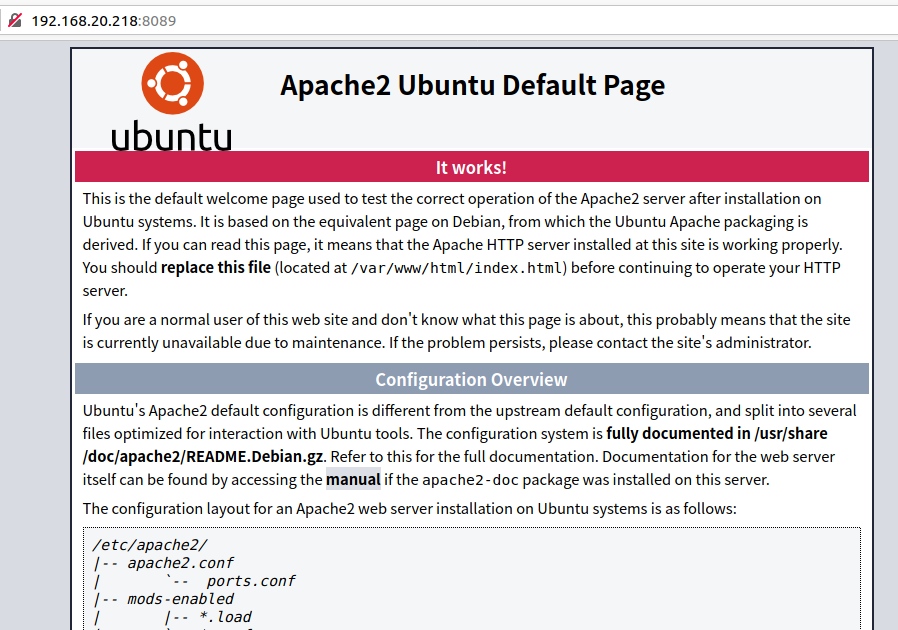 192.168.20.218:8089
ubuntu
Apache2 Ubuntu Default Page
It works!
This is the default welcome page used to test the correct operation of the Apache2 server after installation on
Ubuntu systems. It is based on the equivalent page on Debian, from which the Ubuntu Apache packaging is
derived. If you can read this page, it means that the Apache HTTP server installed at this site is working properly.
You should replace this file (located at /var/www/html/index.html) before continuing to operate your HTTP
server.
If you are a normal user of this web site and don't know what this page is about, this probably means that the site
is currently unavailable due to maintenance. If the problem persists, please contact the site's administrator.
Configuration Overview
Ubuntu's Apache2 default configuration is different from the upstream default configuration, and split into several
files optimized for interaction with Ubuntu tools. The configuration system is fully documented in /usr/share
/doc/apache2/README.Debian.gz. Refer to this for the full documentation. Documentation for the web server
itself can be found by accessing the manual if the apache2-doc package was installed on this server.
The configuration layout for an Apache2 web server installation on Ubuntu systems is as follows:
/etc/apache2/
|-- apache2.conf
|       `--  ports.conf
|-- mods-enabled
|       |-- *.load